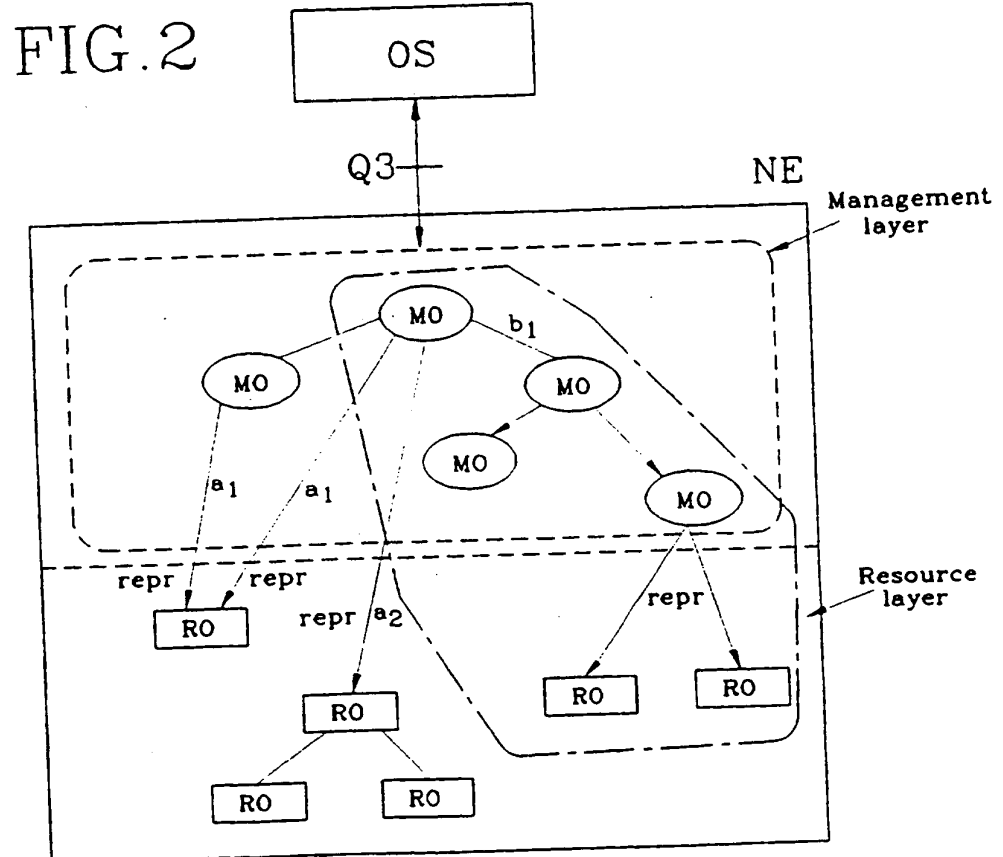 FIG.2
OS
Q3
NE
Management
layer
MO
b1
MO
MO
MO
MO
a1
a1
repr
repr
Resource
layer
RO
repr
a2
repr
RO
RO
RO
RO
RO